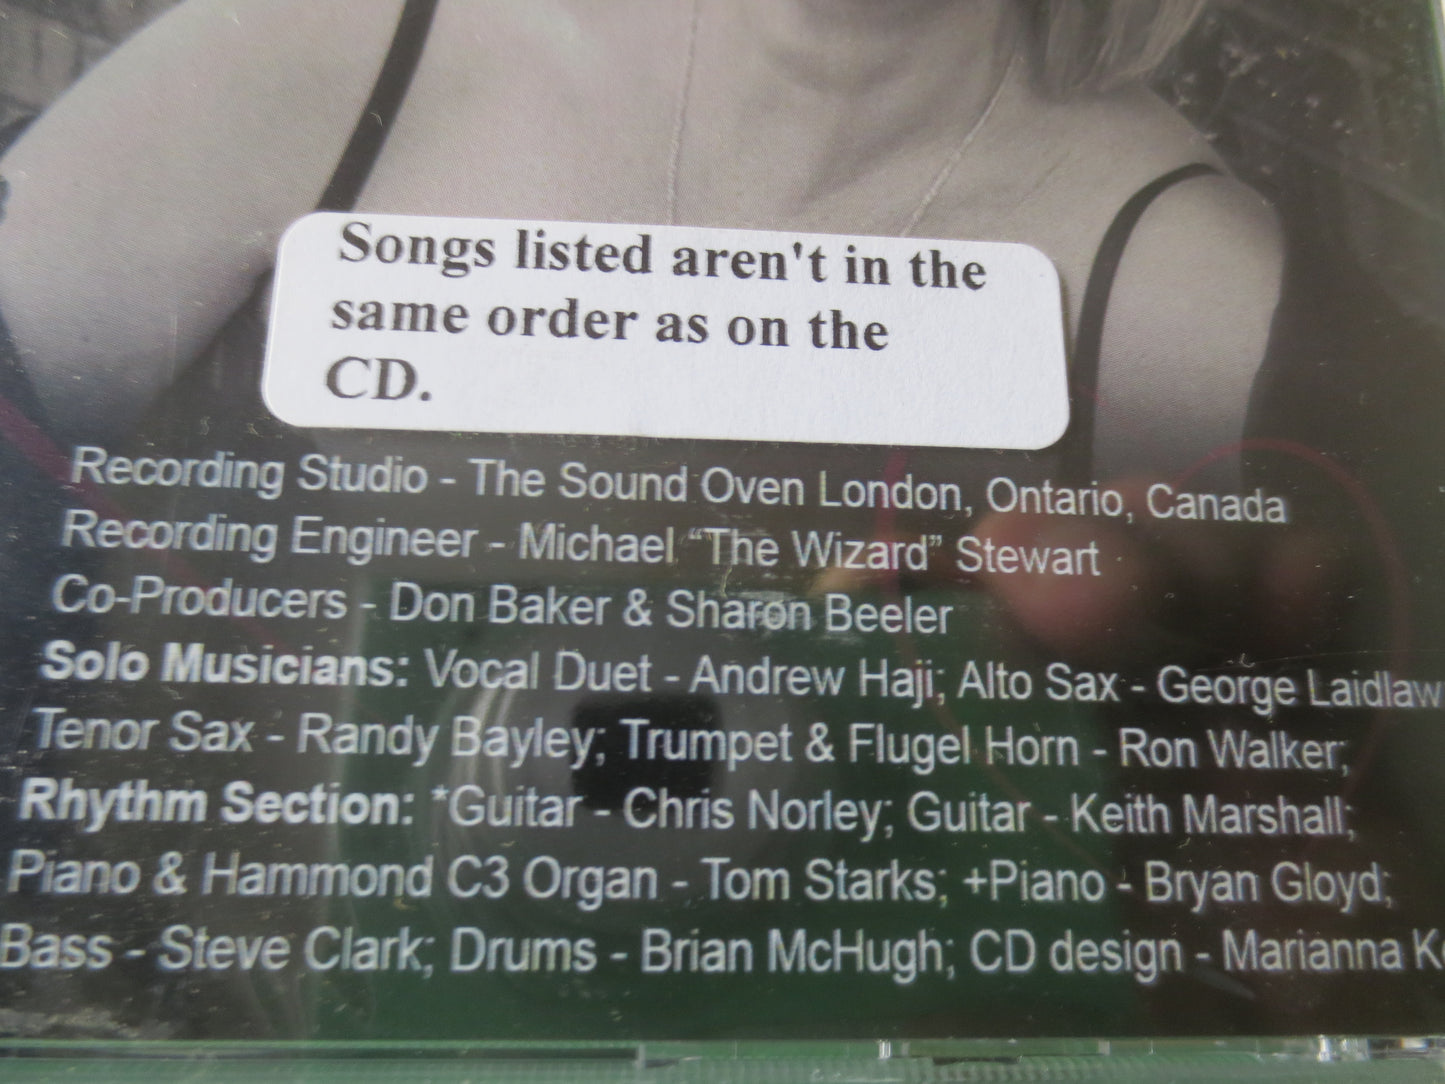 Songs listed aren't in the
same order as on the
CD.
Recording Studio - The Sound Oven London, Ontario, Canada
Recording Engineer - Michael “The Wizard” Stewart
Co-Producers - Don Baker & Sharon Beeler
Solo Musicians: Vocal Duet - Andrew Haji; Alto Sax - George Laidlaw
Tenor Sax - Randy Bayley; Trumpet & Flugel Horn - Ron Walker;
Rhythm Section: *Guitar - Chris Norley; Guitar - Keith Marshall;
Piano & Hammond C3 Organ - Tom Starks; +Piano - Bryan Gloyd;
Bass - Steve Clark; Drums - Brian McHugh; CD design - Marianna